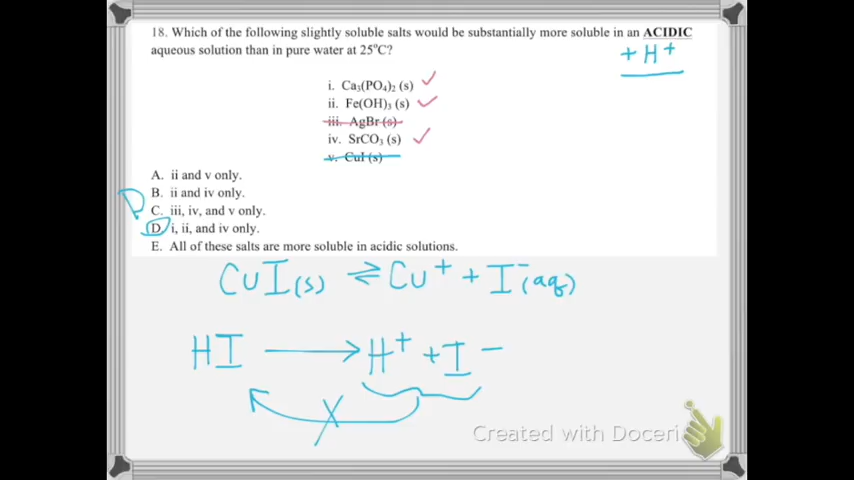 18. Which of the following slightly soluble salts would be substantially more soluble in an ACIDIC
aqueous solution than in pure water at 25°C?
+ H⁺
i. Ca₃(PO₄)₂ (s) ✓
ii. Fe(OH)₃ (s) ✓
iii. AgBr (s)
iv. SrCO₃ (s) ✓
v. CuI (s)
A. ii and v only.
B. ii and iv only.
D
C. iii, iv, and v only.
D. i, ii, and iv only.
E. All of these salts are more soluble in acidic solutions.
CuI(s) ⇌ Cu⁺ + I⁻(aq)
HI → H⁺ + I⁻
X
Created with Doceri